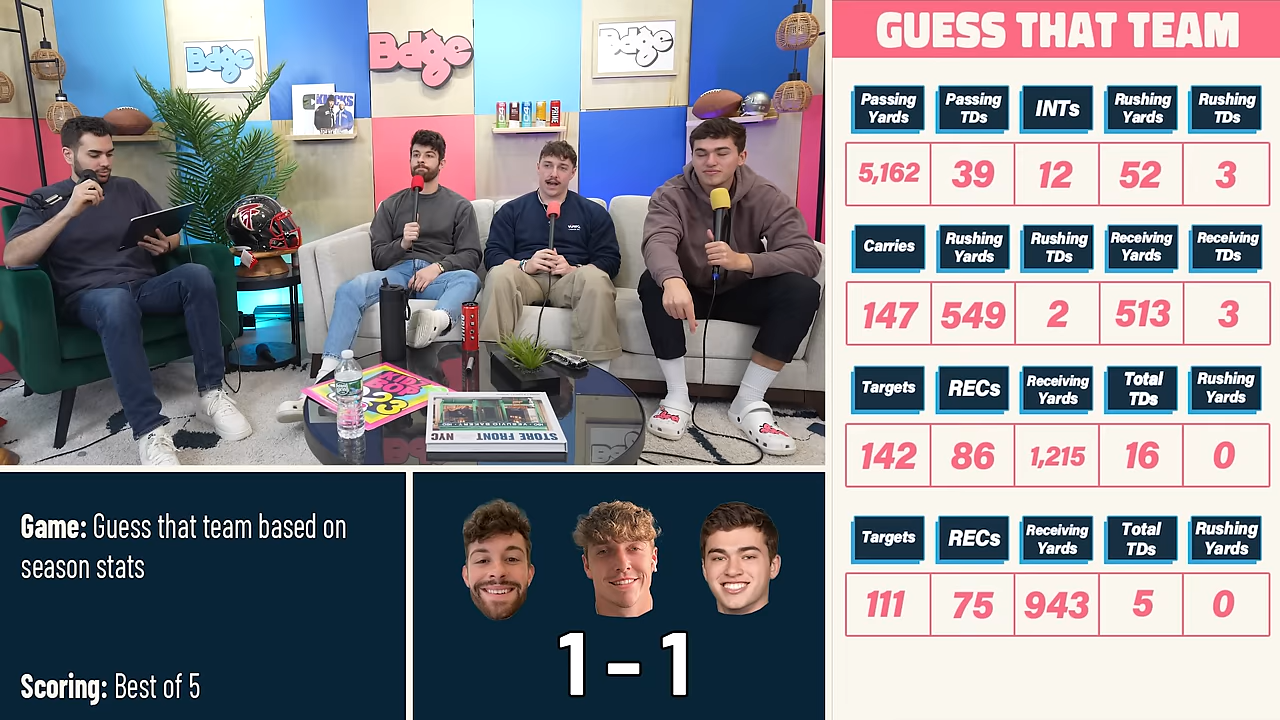 Bdge
Bdge
Bdge
KNICKS
KIDZ
BOP
23
STORE FRONT NYC
GUESS THAT TEAM
Passing Yards
Passing TDs
INTs
Rushing Yards
Rushing TDs
5,162
39
12
52
3
Carries
Rushing Yards
Rushing TDs
Receiving Yards
Receiving TDs
147
549
2
513
3
Targets
RECs
Receiving Yards
Total TDs
Rushing Yards
142
86
1,215
16
0
Targets
RECs
Receiving Yards
Total TDs
Rushing Yards
111
75
943
5
0
Game: Guess that team based on
season stats
Scoring: Best of 5
1 - 1